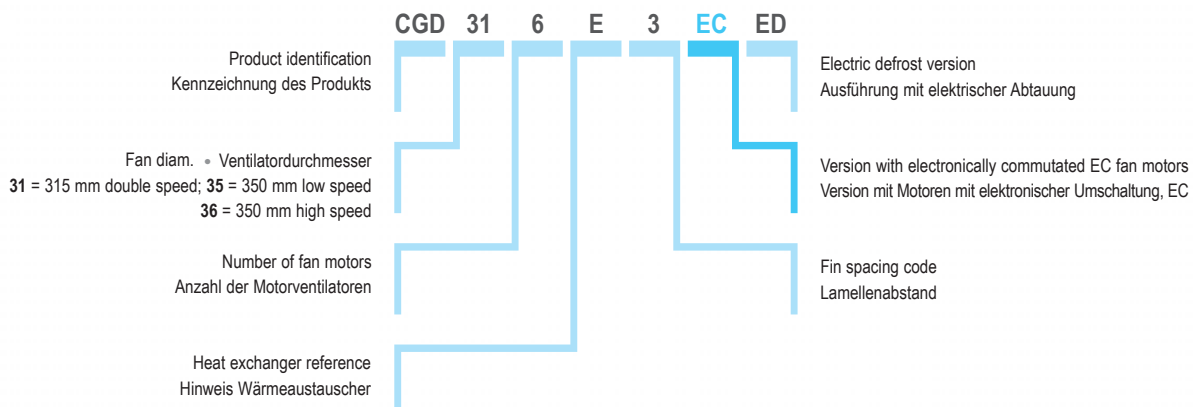 CGD 31 6 E 3 EC ED
Product identification
Kennzeichnung des Produkts
Fan diam. • Ventilatordurchmesser
31 = 315 mm double speed; 35 = 350 mm low speed
36 = 350 mm high speed
Number of fan motors
Anzahl der Motorventilatoren
Heat exchanger reference
Hinweis Wärmeaustauscher
Electric defrost version
Ausführung mit elektrischer Abtauung
Version with electronically commutated EC fan motors
Version mit Motoren mit elektronischer Umschaltung, EC
Fin spacing code
Lamellenabstand